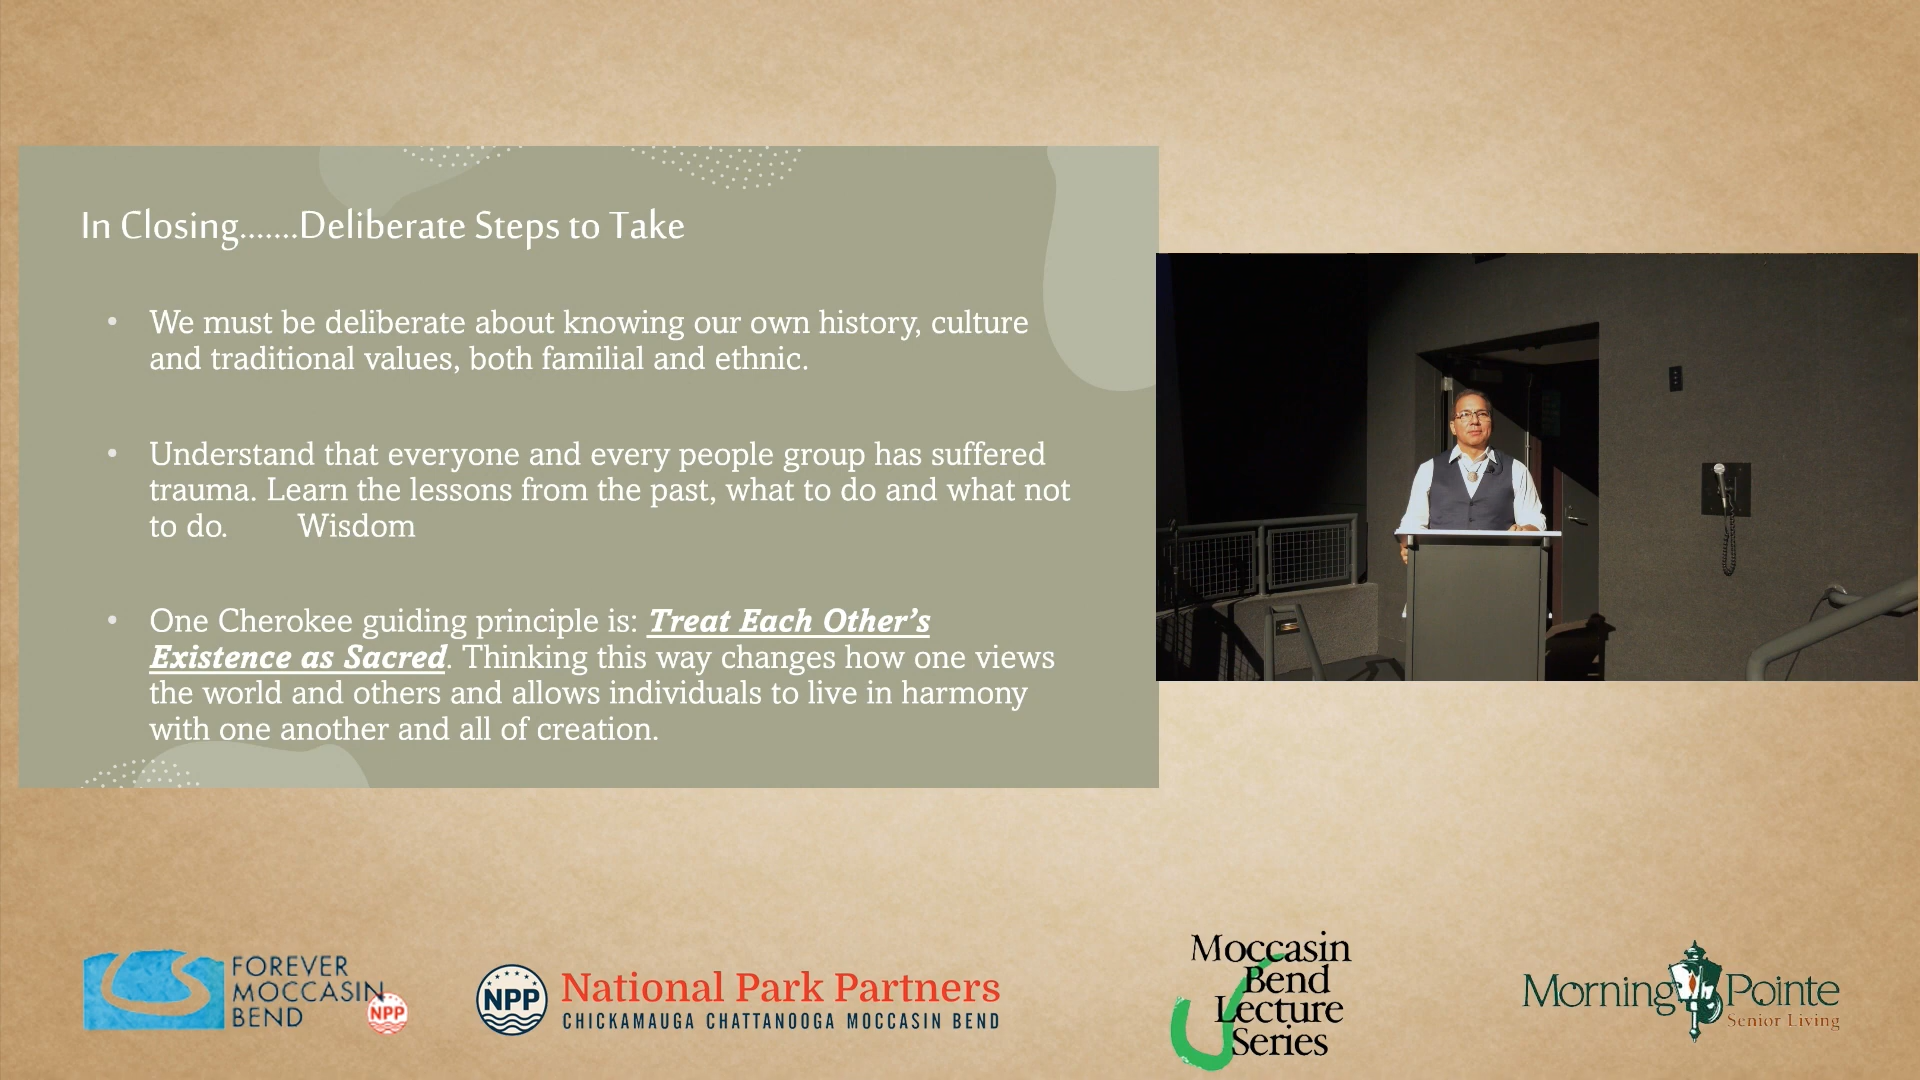 In Closing.......Deliberate Steps to Take
• We must be deliberate about knowing our own history, culture
and traditional values, both familial and ethnic.
• Understand that everyone and every people group has suffered
trauma. Learn the lessons from the past, what to do and what not
to do. Wisdom
• One Cherokee guiding principle is: Treat Each Other’s
Existence as Sacred. Thinking this way changes how one views
the world and others and allows individuals to live in harmony
with one another and all of creation.
FOREVER
MOCCASIN
BEND
NPP
NPP
National Park Partners
CHICKAMAUGA CHATTANOOGA MOCCASIN BEND
Moccasin
Bend
Lecture
Series
Morning Pointe
Senior Living